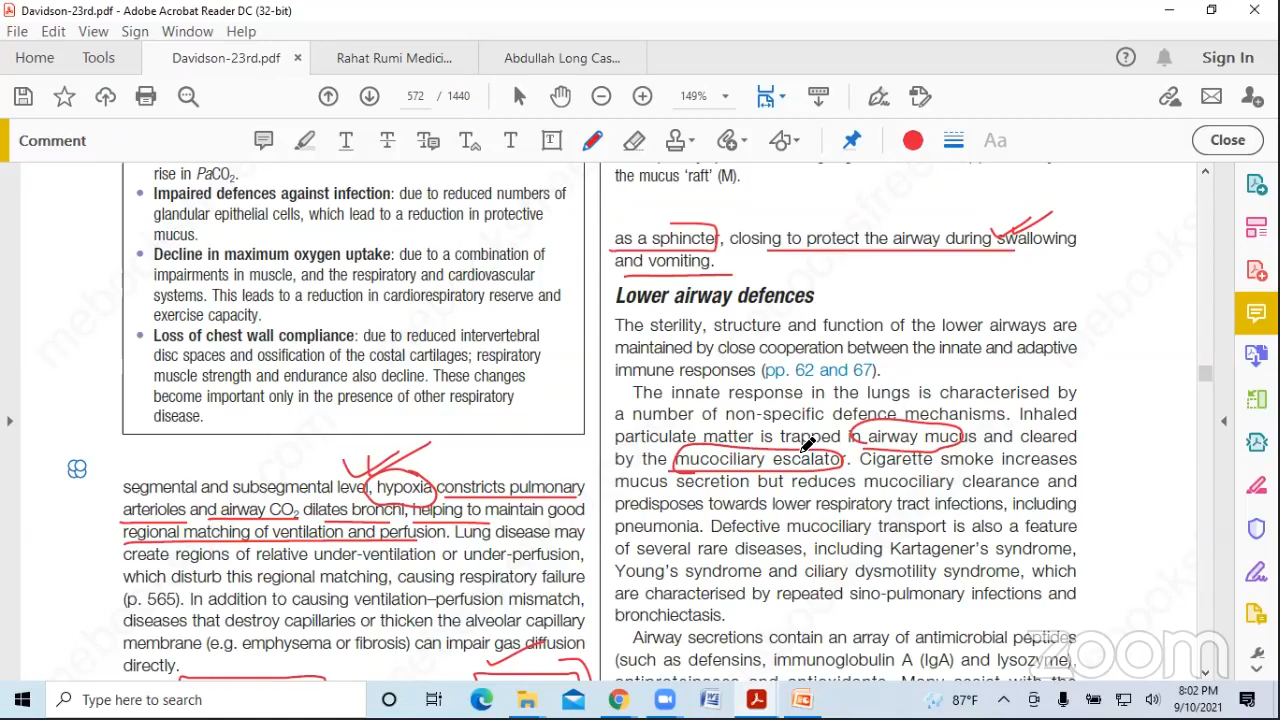 Davidson-23rd.pdf - Adobe Acrobat Reader DC (32-bit)
File Edit View Sign Window Help
Home Tools Davidson-23rd.pdf × Rahat Rumi Medici... Abdullah Long Cas... Sign In
572 / 1440 149%
Comment Aa Close
rise in PaCO2.
• Impaired defences against infection: due to reduced numbers of
glandular epithelial cells, which lead to a reduction in protective
mucus.
• Decline in maximum oxygen uptake: due to a combination of
impairments in muscle, and the respiratory and cardiovascular
systems. This leads to a reduction in cardiorespiratory reserve and
exercise capacity.
• Loss of chest wall compliance: due to reduced intervertebral
disc spaces and ossification of the costal cartilages; respiratory
muscle strength and endurance also decline. These changes
become important only in the presence of other respiratory
disease.
segmental and subsegmental level, hypoxia constricts pulmonary
arterioles and airway CO2 dilates bronchi, helping to maintain good
regional matching of ventilation and perfusion. Lung disease may
create regions of relative under-ventilation or under-perfusion,
which disturb this regional matching, causing respiratory failure
(p. 565). In addition to causing ventilation–perfusion mismatch,
diseases that destroy capillaries or thicken the alveolar capillary
membrane (e.g. emphysema or fibrosis) can impair gas diffusion
directly.
the mucus 'raft' (M).
as a sphincter, closing to protect the airway during swallowing
and vomiting.
Lower airway defences
The sterility, structure and function of the lower airways are
maintained by close cooperation between the innate and adaptive
immune responses (pp. 62 and 67).
The innate response in the lungs is characterised by
a number of non-specific defence mechanisms. Inhaled
particulate matter is trapped in airway mucus and cleared
by the mucociliary escalator. Cigarette smoke increases
mucus secretion but reduces mucociliary clearance and
predisposes towards lower respiratory tract infections, including
pneumonia. Defective mucociliary transport is also a feature
of several rare diseases, including Kartagener's syndrome,
Young's syndrome and ciliary dysmotility syndrome, which
are characterised by repeated sino-pulmonary infections and
bronchiectasis.
Airway secretions contain an array of antimicrobial peptides
(such as defensins, immunoglobulin A (IgA) and lysozyme),
antiproteinases and antioxidants. Many assist with the
zoom
Type here to search
87°F
8:02 PM
9/10/2021